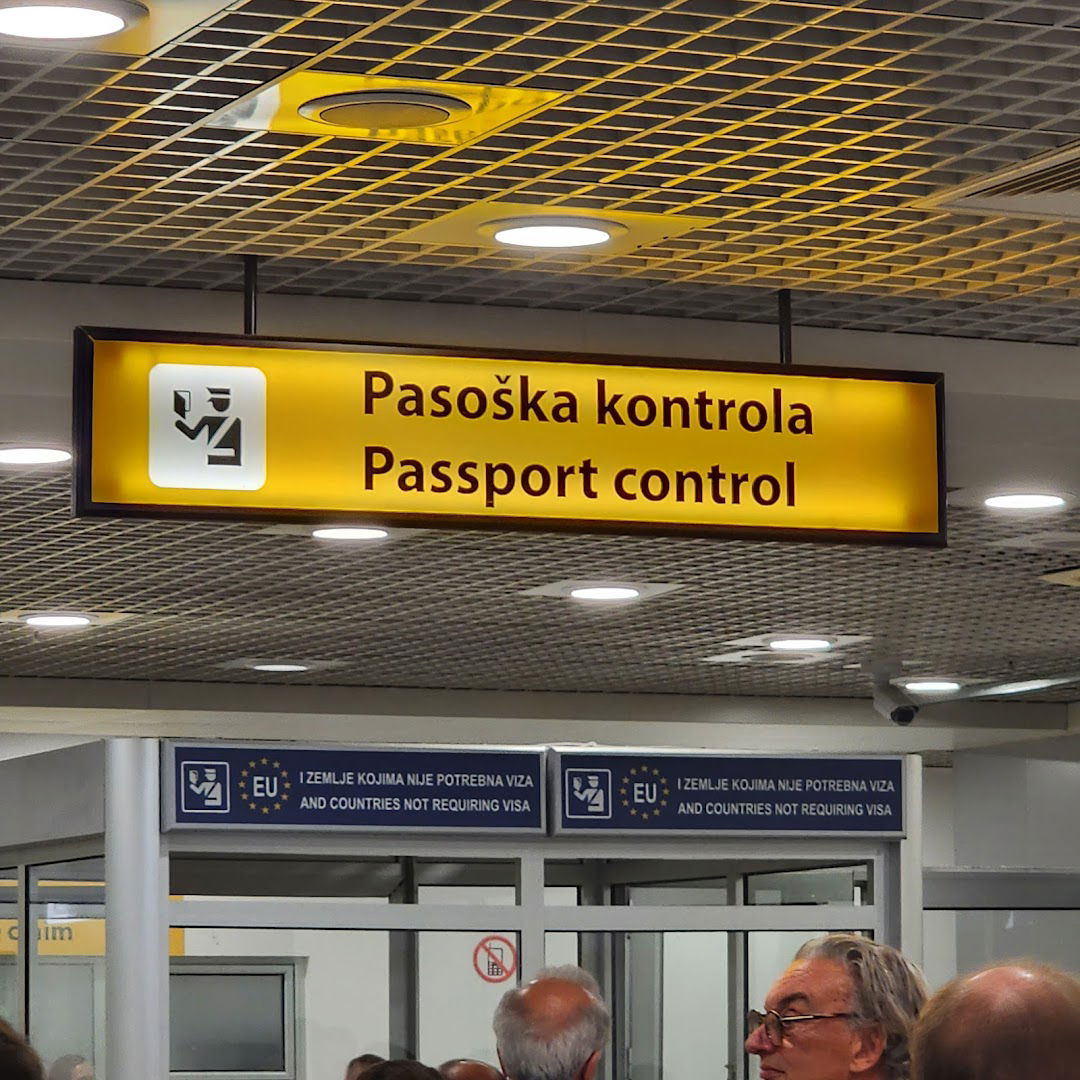 Pasoška kontrola
Passport control
EU
I ZEMLJE KOJIMA NIJE POTREBNA VIZA
AND COUNTRIES NOT REQUIRING VISA
EU
I ZEMLJE KOJIMA NIJE POTREBNA VIZA
AND COUNTRIES NOT REQUIRING VISA